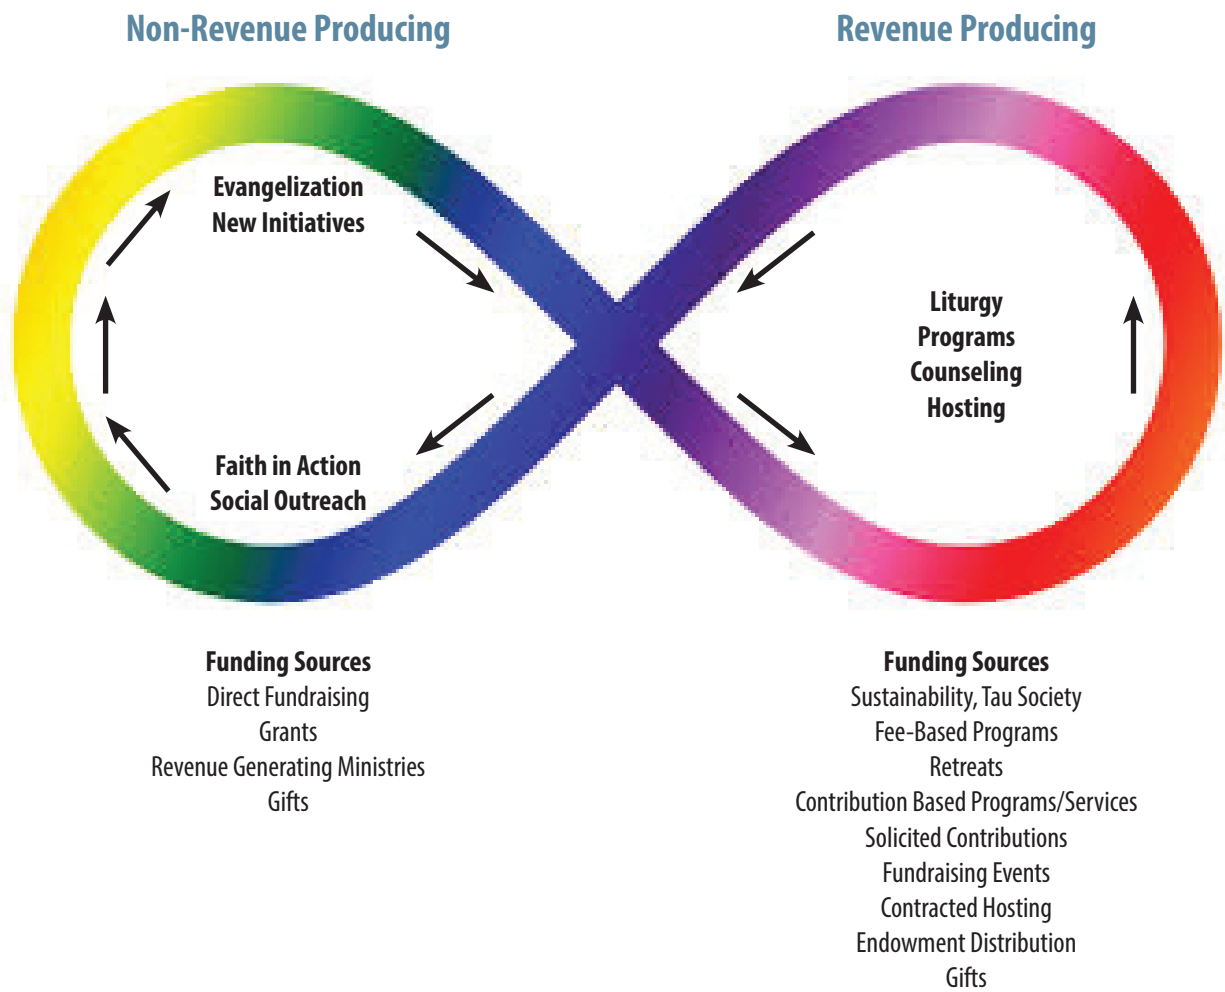 Non-Revenue Producing
Revenue Producing
Evangelization
New Initiatives
Faith in Action
Social Outreach
Liturgy
Programs
Counseling
Hosting
Funding Sources
Direct Fundraising
Grants
Revenue Generating Ministries
Gifts
Funding Sources
Sustainability, Tau Society
Fee-Based Programs
Retreats
Contribution Based Programs/Services
Solicited Contributions
Fundraising Events
Contracted Hosting
Endowment Distribution
Gifts